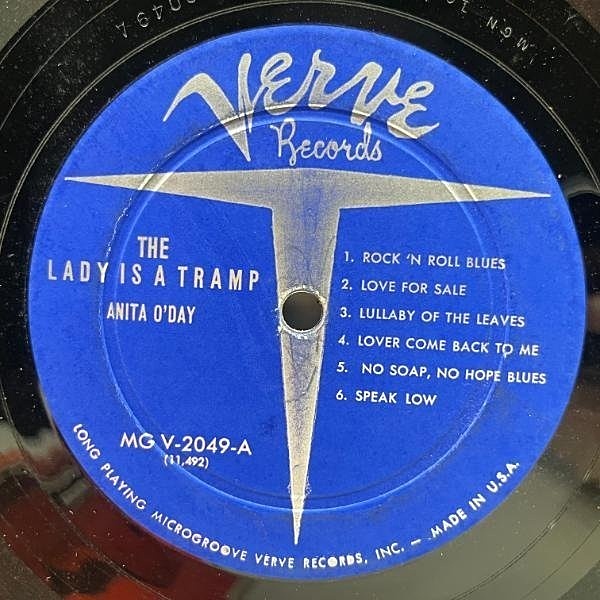 VERVE
Records
THE
LADY IS A TRAMP
ANITA O'DAY
1. ROCK 'N ROLL BLUES
2. LOVE FOR SALE
3. LULLABY OF THE LEAVES
4. LOVER COME BACK TO ME
5. NO SOAP, NO HOPE BLUES
6. SPEAK LOW
MG V-2049-A
(11,492)
LONG PLAYING MICROGROOVE VERVE RECORDS, INC. — MADE IN U.S.A.